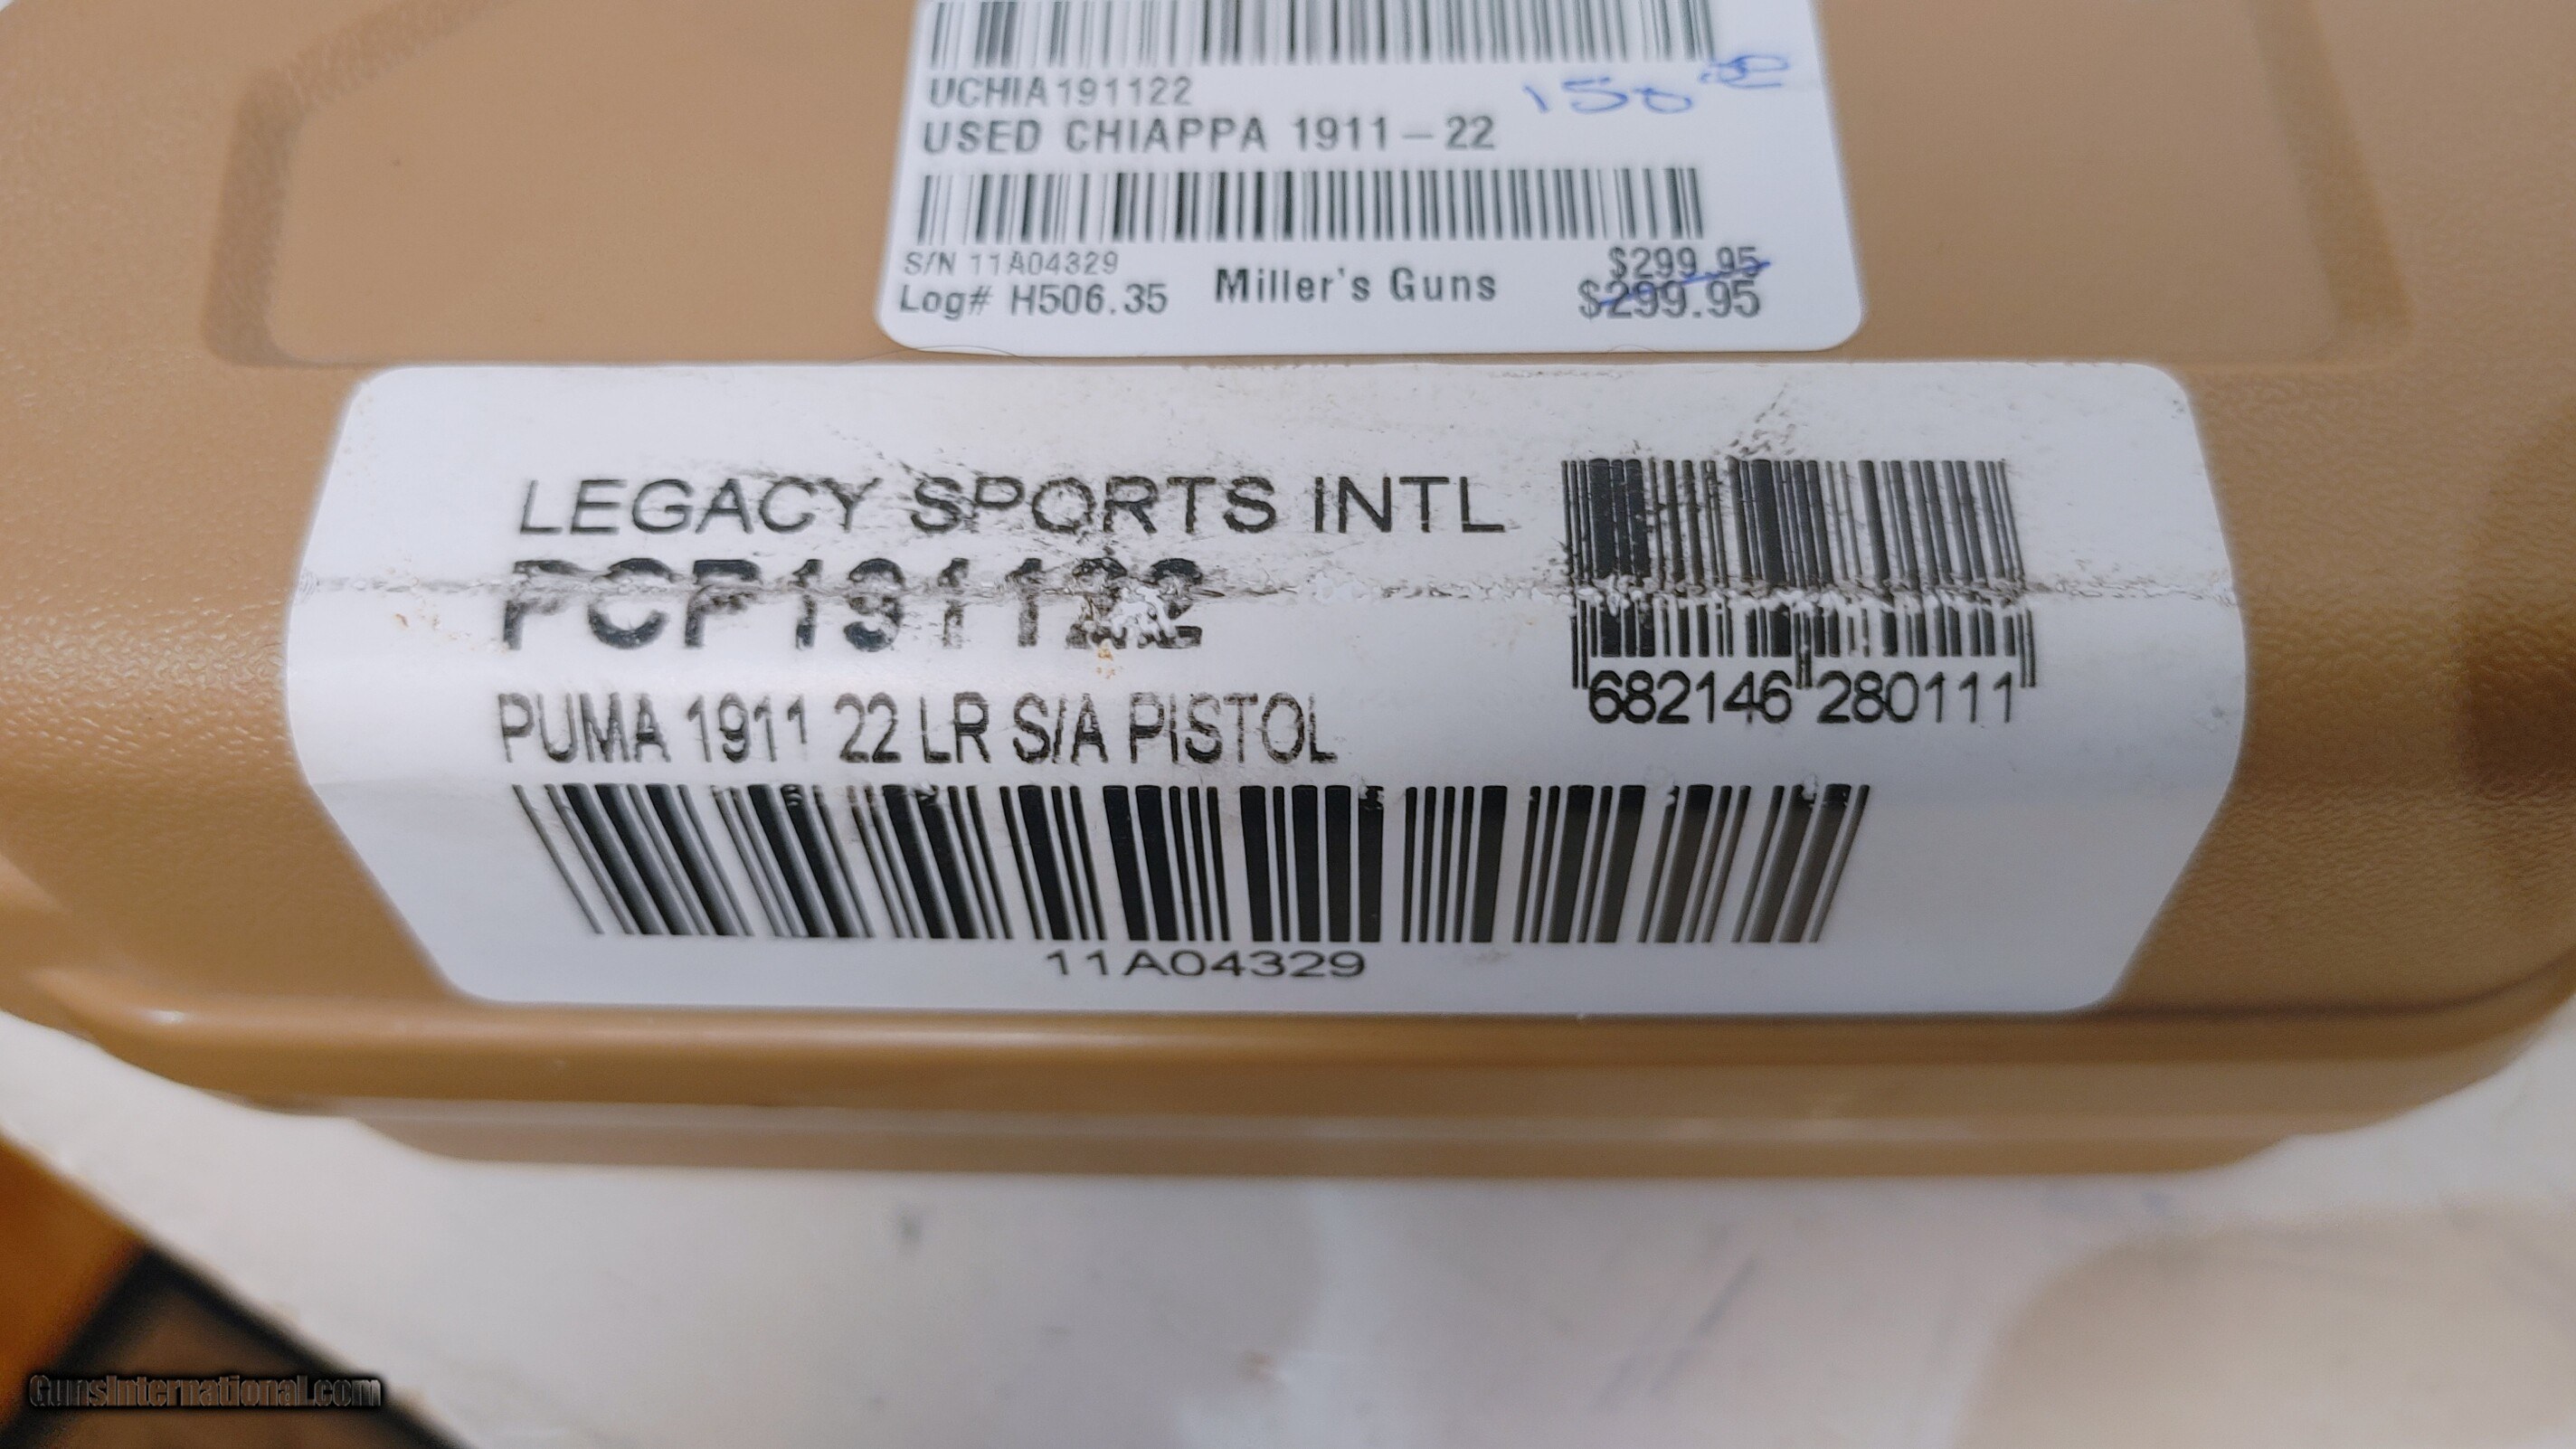 UCHIA191122
USED CHIAPPA 1911-22
S/N 11A04329
Log# H506.35
Miller's Guns
$299.95
$299.95
LEGACY SPORTS INTL
PCP191122
PUMA 1911 22 LR S/A PISTOL
682146 280111
11A04329
GunsInternational.com